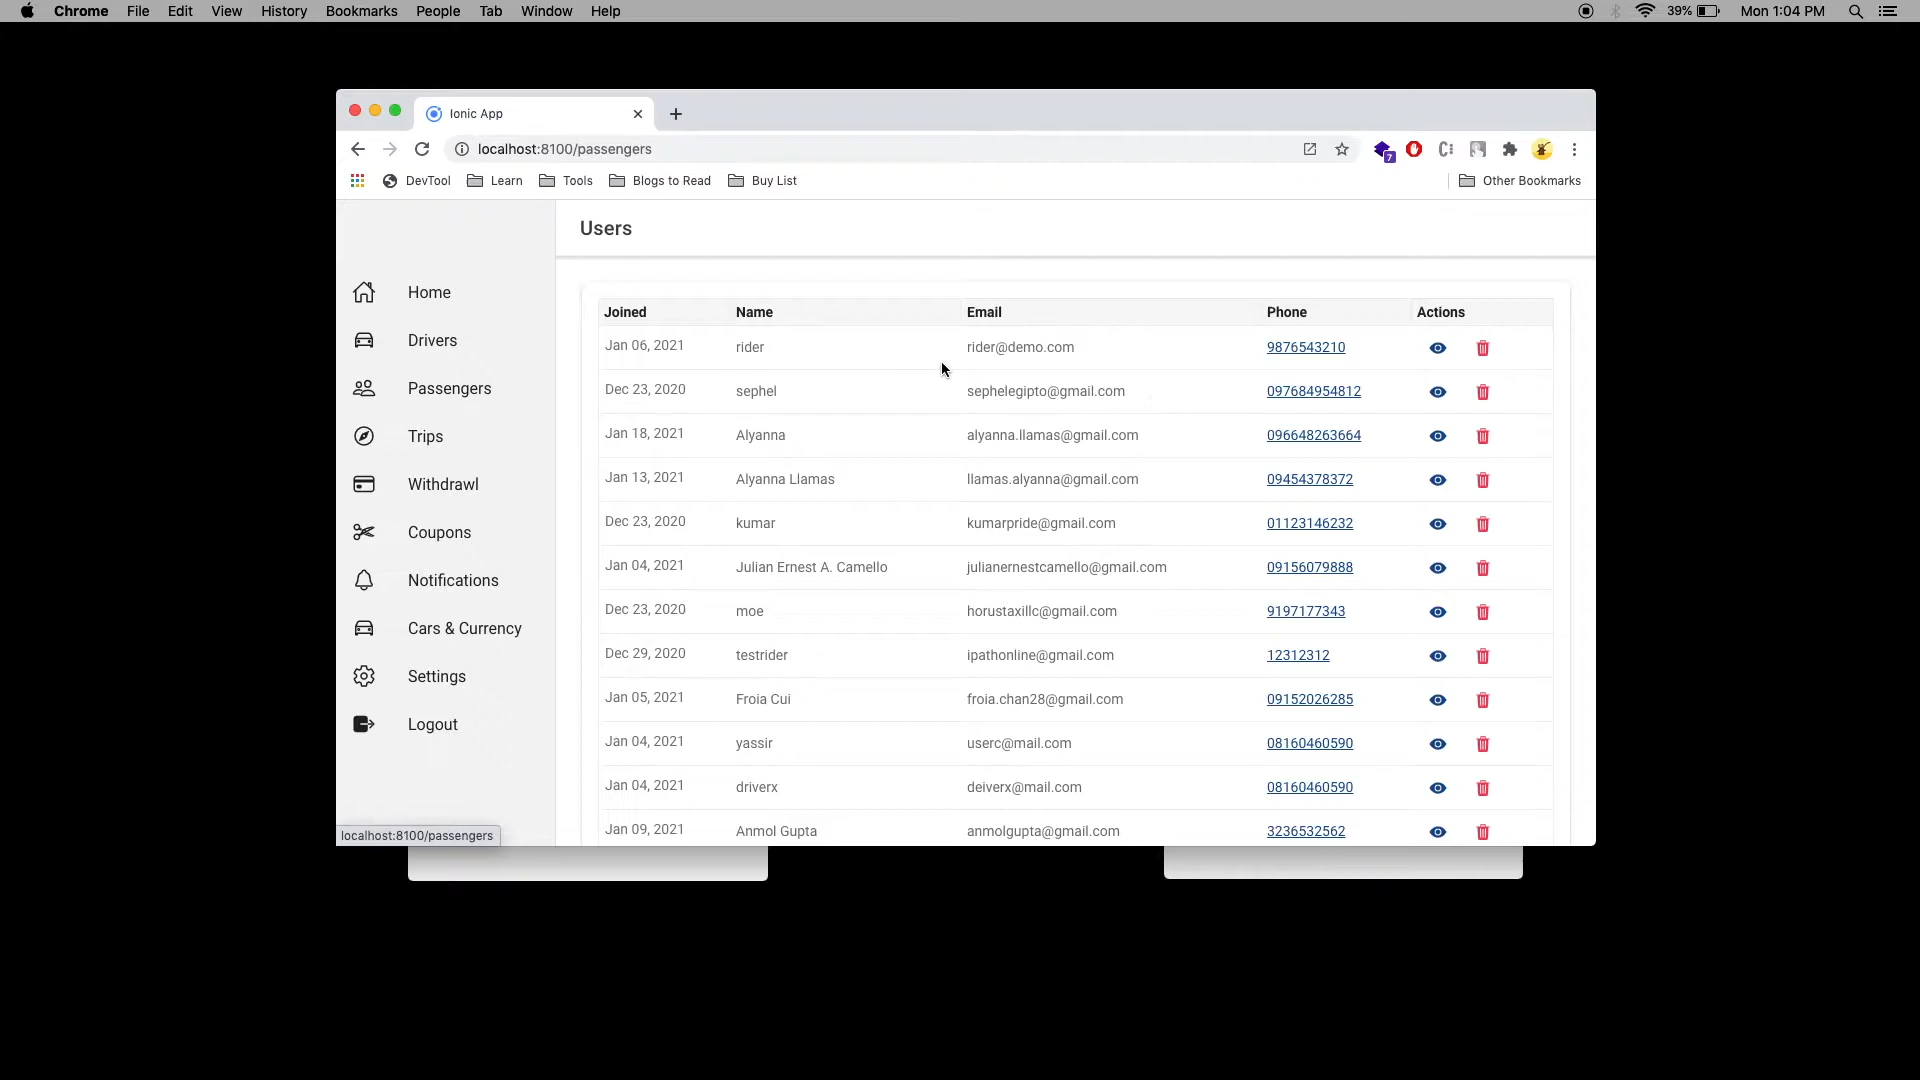 Chrome File Edit View History Bookmarks People Tab Window Help 39% Mon 1:04 PM
Ionic App
localhost:8100/passengers
7
DevTool Learn Tools Blogs to Read Buy List Other Bookmarks
Users
Home
Drivers
Passengers
Trips
Withdrawl
Coupons
Notifications
Cars & Currency
Settings
Logout
Joined Name Email Phone Actions
Jan 06, 2021 rider rider@demo.com 9876543210
Dec 23, 2020 sephel sephelegipto@gmail.com 097684954812
Jan 18, 2021 Alyanna alyanna.llamas@gmail.com 096648263664
Jan 13, 2021 Alyanna Llamas llamas.alyanna@gmail.com 09454378372
Dec 23, 2020 kumar kumarpride@gmail.com 01123146232
Jan 04, 2021 Julian Ernest A. Camello julianernestcamello@gmail.com 09156079888
Dec 23, 2020 moe horustaxillc@gmail.com 9197177343
Dec 29, 2020 testrider ipathonline@gmail.com 12312312
Jan 05, 2021 Froia Cui froia.chan28@gmail.com 09152026285
Jan 04, 2021 yassir userc@mail.com 08160460590
Jan 04, 2021 driverx deiverx@mail.com 08160460590
Jan 09, 2021 Anmol Gupta anmolgupta@gmail.com 3236532562
localhost:8100/passengers